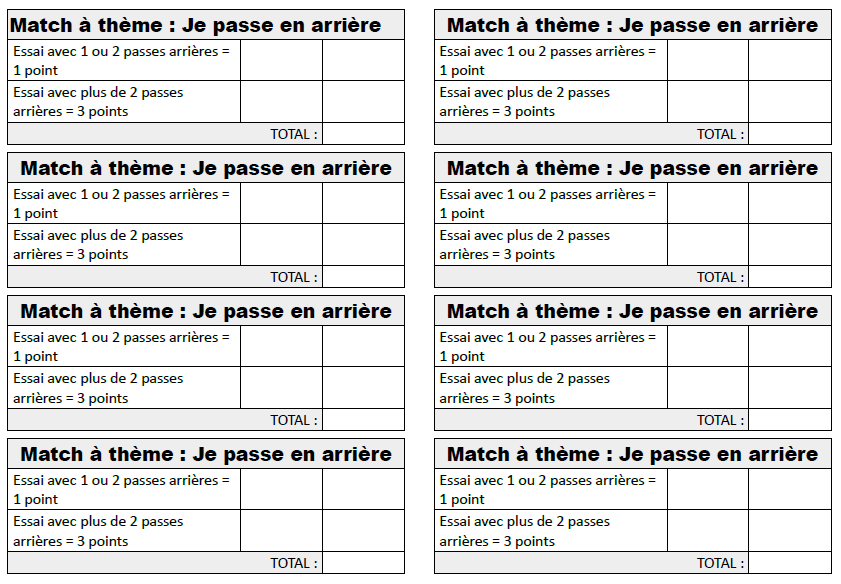 Match à thème : Je passe en arrière
Essai avec 1 ou 2 passes arrières =
1 point
Essai avec plus de 2 passes
arrières = 3 points
TOTAL :
Match à thème : Je passe en arrière
Essai avec 1 ou 2 passes arrières =
1 point
Essai avec plus de 2 passes
arrières = 3 points
TOTAL :
Match à thème : Je passe en arrière
Essai avec 1 ou 2 passes arrières =
1 point
Essai avec plus de 2 passes
arrières = 3 points
TOTAL :
Match à thème : Je passe en arrière
Essai avec 1 ou 2 passes arrières =
1 point
Essai avec plus de 2 passes
arrières = 3 points
TOTAL :
Match à thème : Je passe en arrière
Essai avec 1 ou 2 passes arrières =
1 point
Essai avec plus de 2 passes
arrières = 3 points
TOTAL :
Match à thème : Je passe en arrière
Essai avec 1 ou 2 passes arrières =
1 point
Essai avec plus de 2 passes
arrières = 3 points
TOTAL :
Match à thème : Je passe en arrière
Essai avec 1 ou 2 passes arrières =
1 point
Essai avec plus de 2 passes
arrières = 3 points
TOTAL :
Match à thème : Je passe en arrière
Essai avec 1 ou 2 passes arrières =
1 point
Essai avec plus de 2 passes
arrières = 3 points
TOTAL :